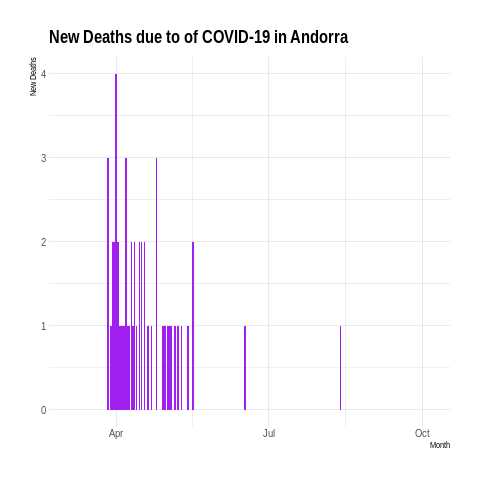 New Deaths due to of COVID-19 in Andorra
New Deaths
4
3
2
1
0
Apr
Jul
Oct
Month